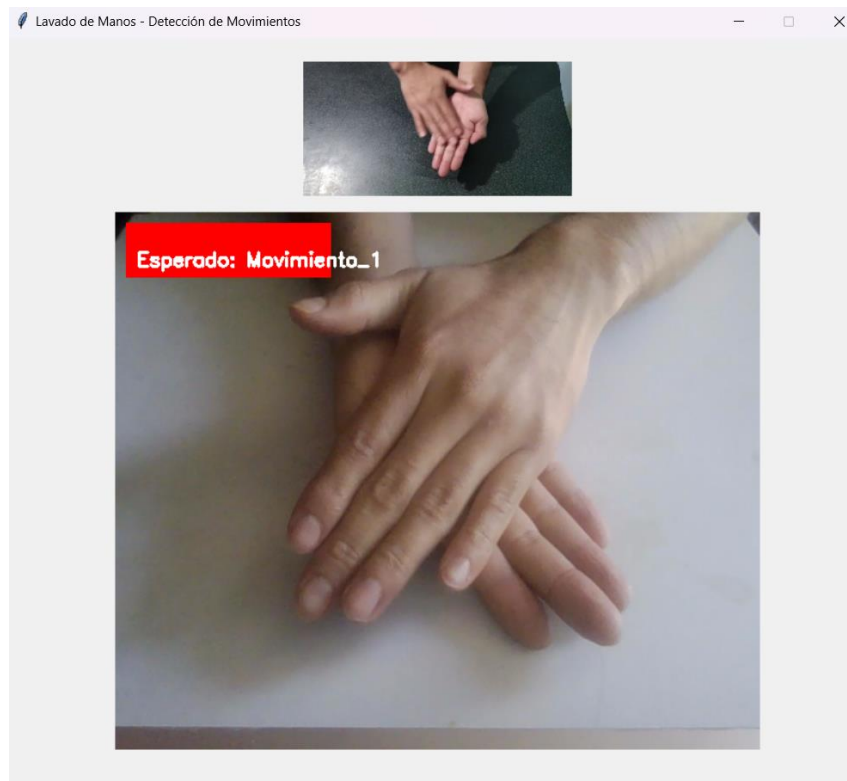 Lavado de Manos - Detección de Movimientos
Esperado: Movimiento_1